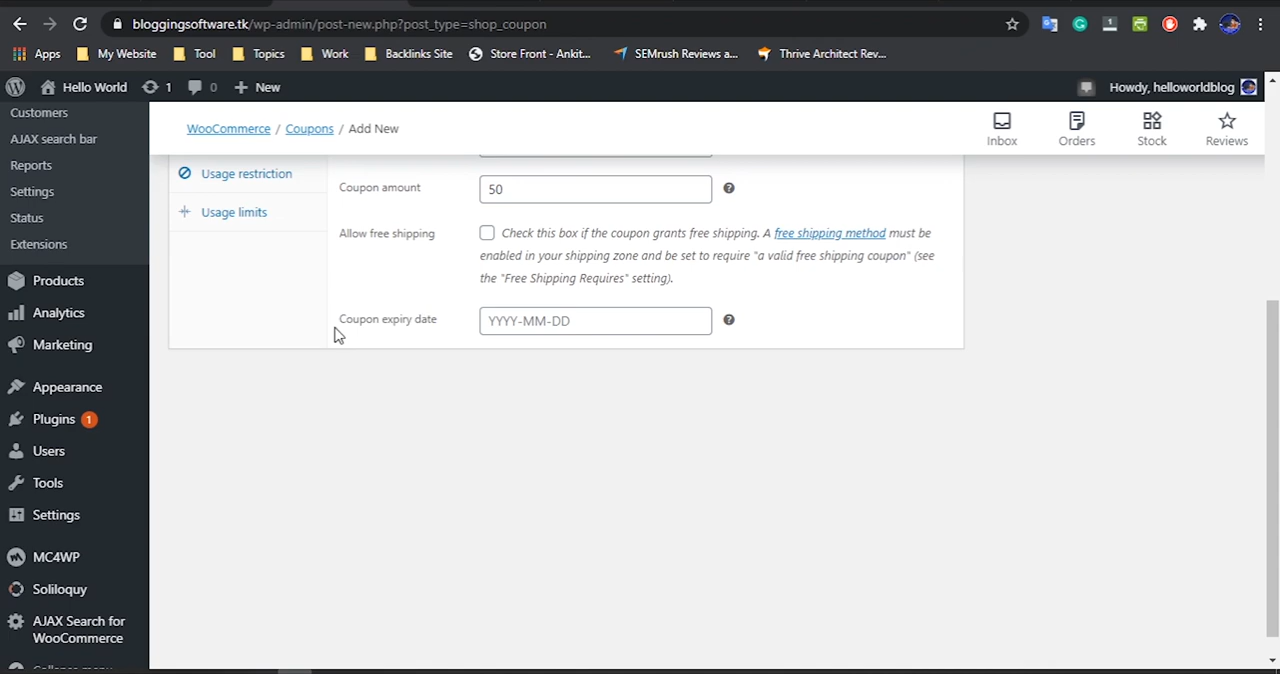 bloggingsoftware.tk/wp-admin/post-new.php?post_type=shop_coupon
Apps My Website Tool Topics Work Backlinks Site Store Front - Ankit... SEMrush Reviews a... Thrive Architect Rev...
Hello World 1 0 + New Howdy, helloworldblog
Customers
AJAX search bar
Reports
Settings
Status
Extensions
Products
Analytics
Marketing
Appearance
Plugins 1
Users
Tools
Settings
MC4WP
Soliloquy
AJAX Search for
WooCommerce
Collapse menu
WooCommerce / Coupons / Add New
Inbox Orders Stock Reviews
Usage restriction
Usage limits
Coupon amount 50
Allow free shipping Check this box if the coupon grants free shipping. A free shipping method must be
enabled in your shipping zone and be set to require "a valid free shipping coupon" (see
the "Free Shipping Requires" setting).
Coupon expiry date YYYY-MM-DD